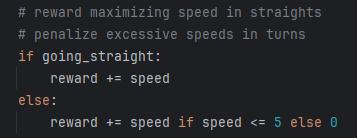 # reward maximizing speed in straights
# penalize excessive speeds in turns
if going_straight:
    reward += speed
else:
    reward += speed if speed <= 5 else 0